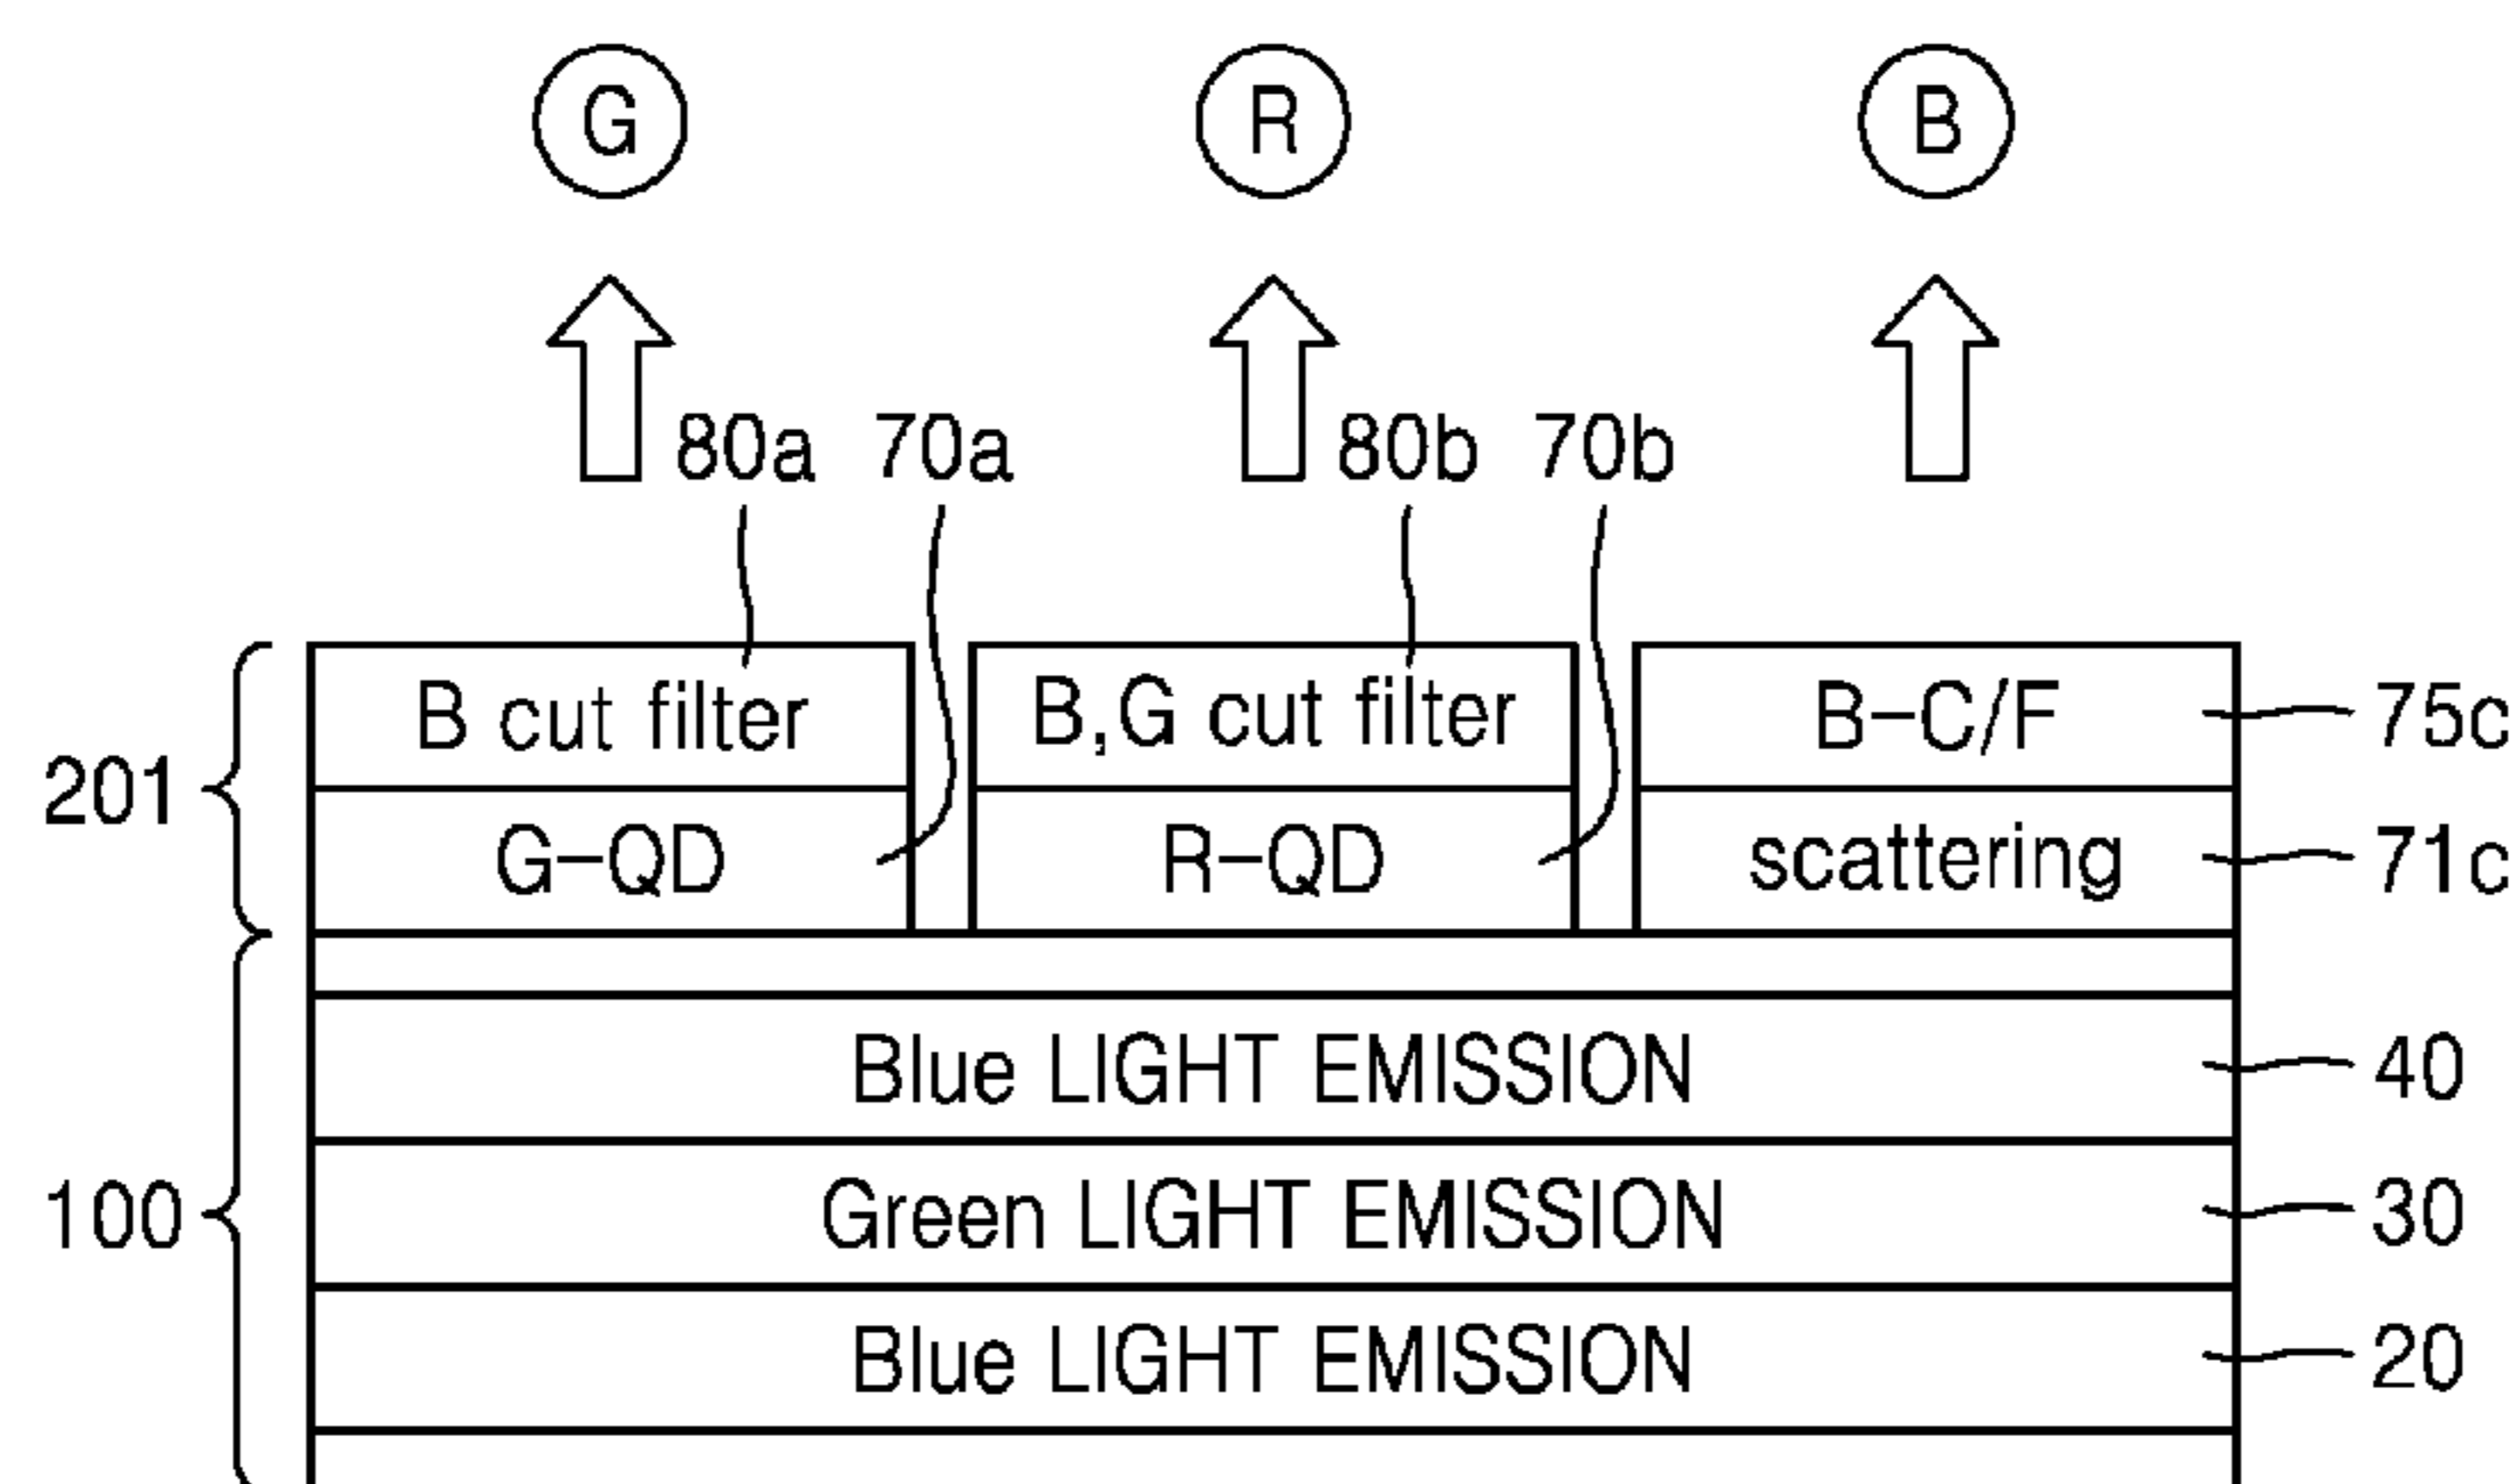 G R B
80a 70a 80b 70b
B cut filter B,G cut filter B-C/F 75c
201
G-QD R-QD scattering 71c
Blue LIGHT EMISSION 40
100 Green LIGHT EMISSION 30
Blue LIGHT EMISSION 20